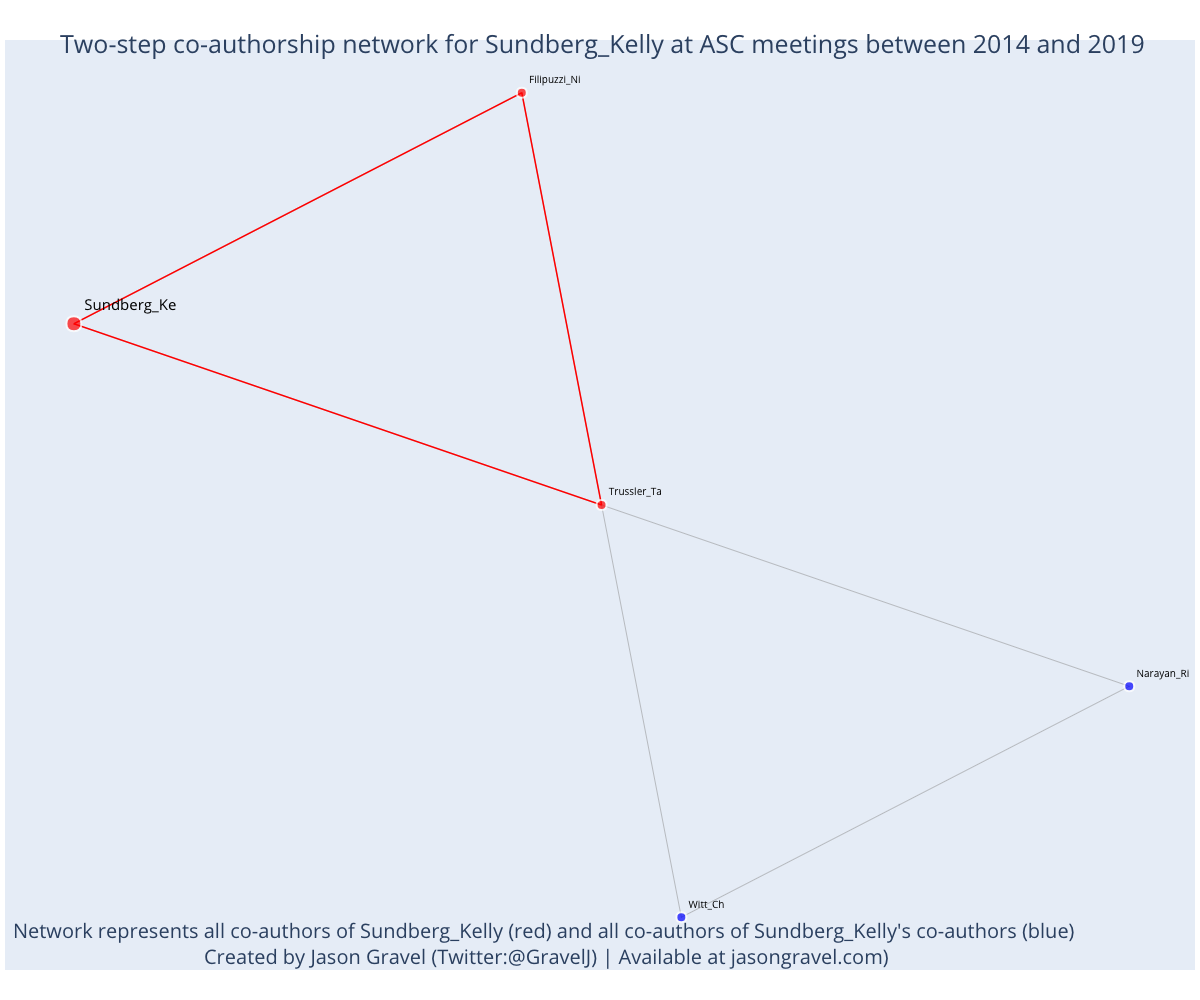 Two-step co-authorship network for Sundberg_Kelly at ASC meetings between 2014 and 2019
Filipuzzi_Ni
Sundberg_Ke
Trussler_Ta
Narayan_Ri
Witt_Ch
Network represents all co-authors of Sundberg_Kelly (red) and all co-authors of Sundberg_Kelly's co-authors (blue)
Created by Jason Gravel (Twitter:@GravelJ) | Available at jasongravel.com)